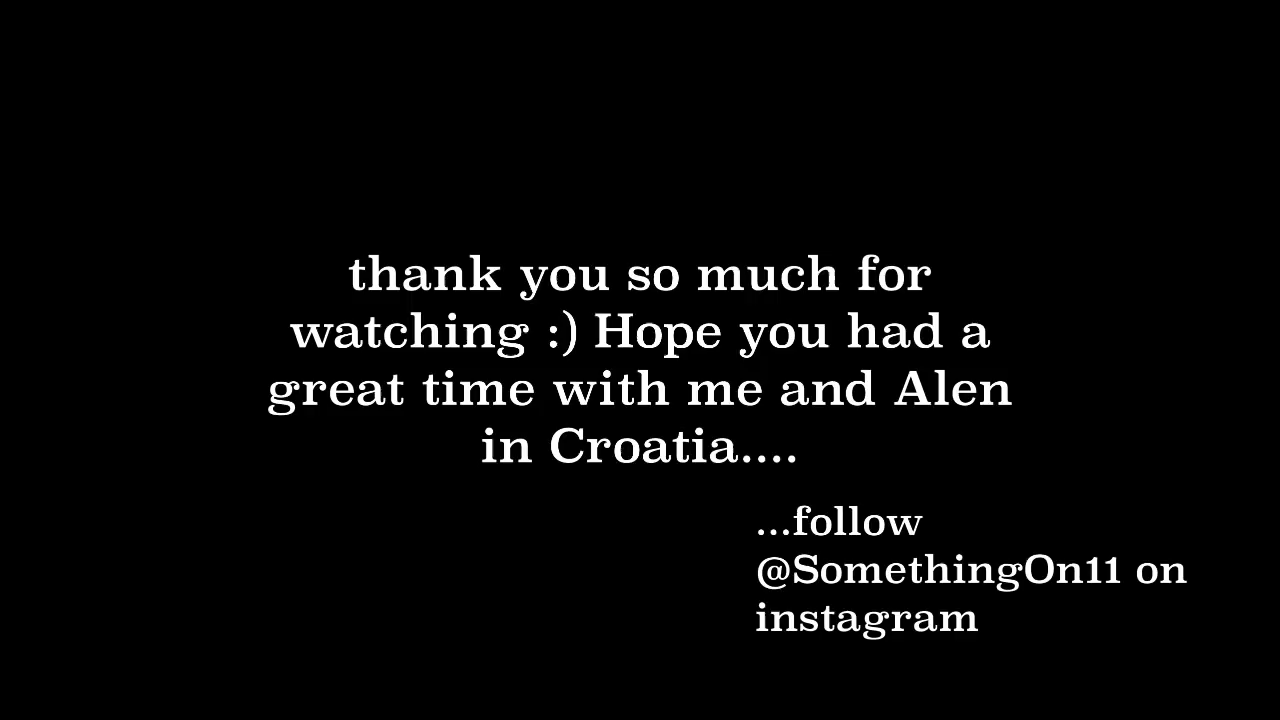 thank you so much for
watching :) Hope you had a
great time with me and Alen
in Croatia....
...follow
@SomethingOn11 on
instagram